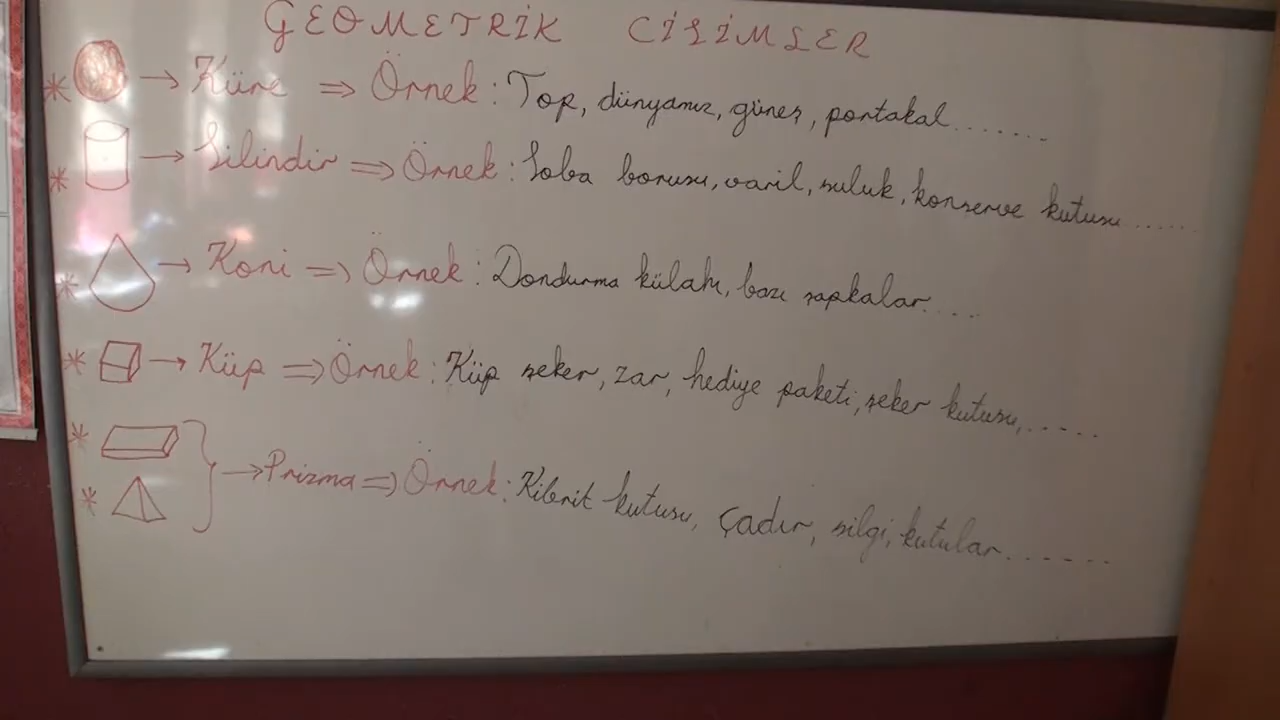 GEOMETRİK CİSİMLER
* → Küre ⇒ Örnek: Top, dünyamız, güneş, portakal.......
* → Silindir ⇒ Örnek: Soba borusu, varil, suluk, konserve kutusu......
* → Koni ⇒ Örnek: Dondurma külahı, bazı şapkalar....
* → Küp ⇒ Örnek: Küp şeker, zar, hediye paketi, şeker kutusu,.....
* * → Prizma ⇒ Örnek: Kibrit kutusu, çadır, silgi, kutular.......